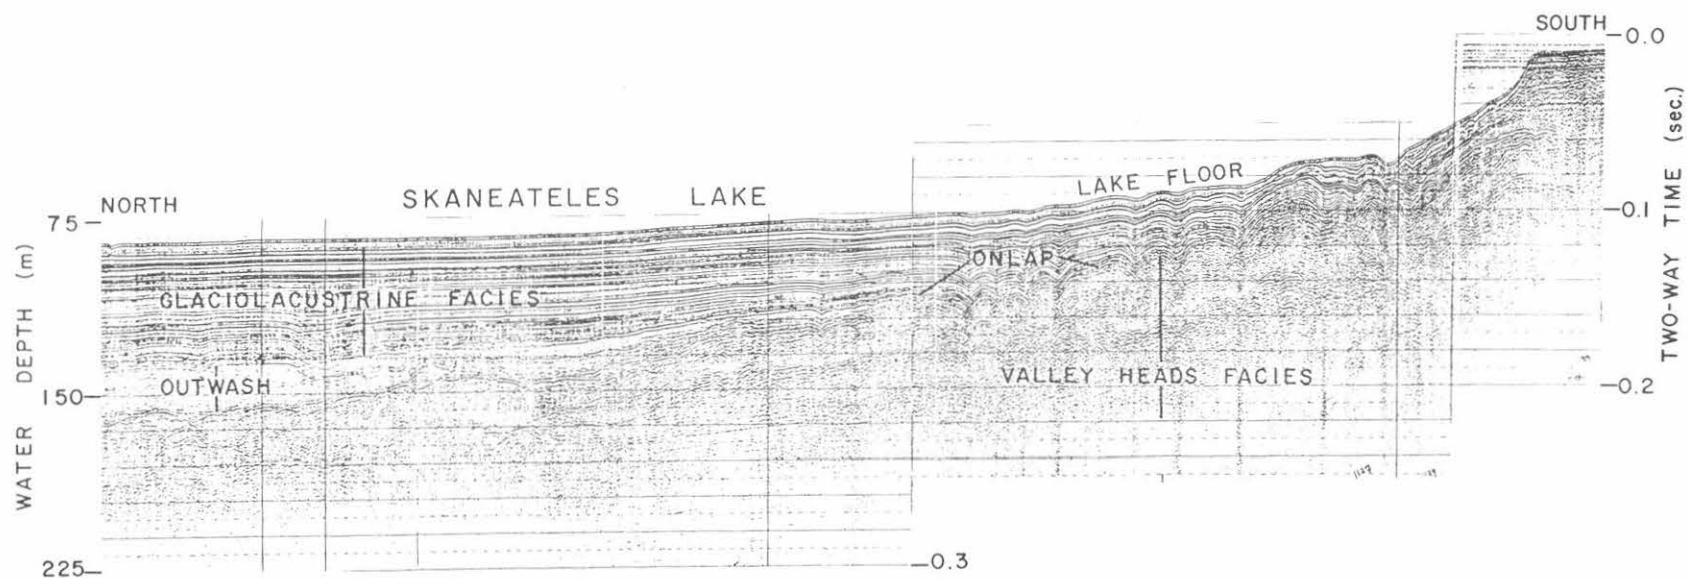 SOUTH
0.0
NORTH
SKANEATELES LAKE
LAKE FLOOR
75
0.1
ONLAP
GLACIOLACUSTRINE FACIES
OUTWASH
VALLEY HEADS FACIES
150
0.2
225
0.3
WATER DEPTH (m)
TWO-WAY TIME (sec.)